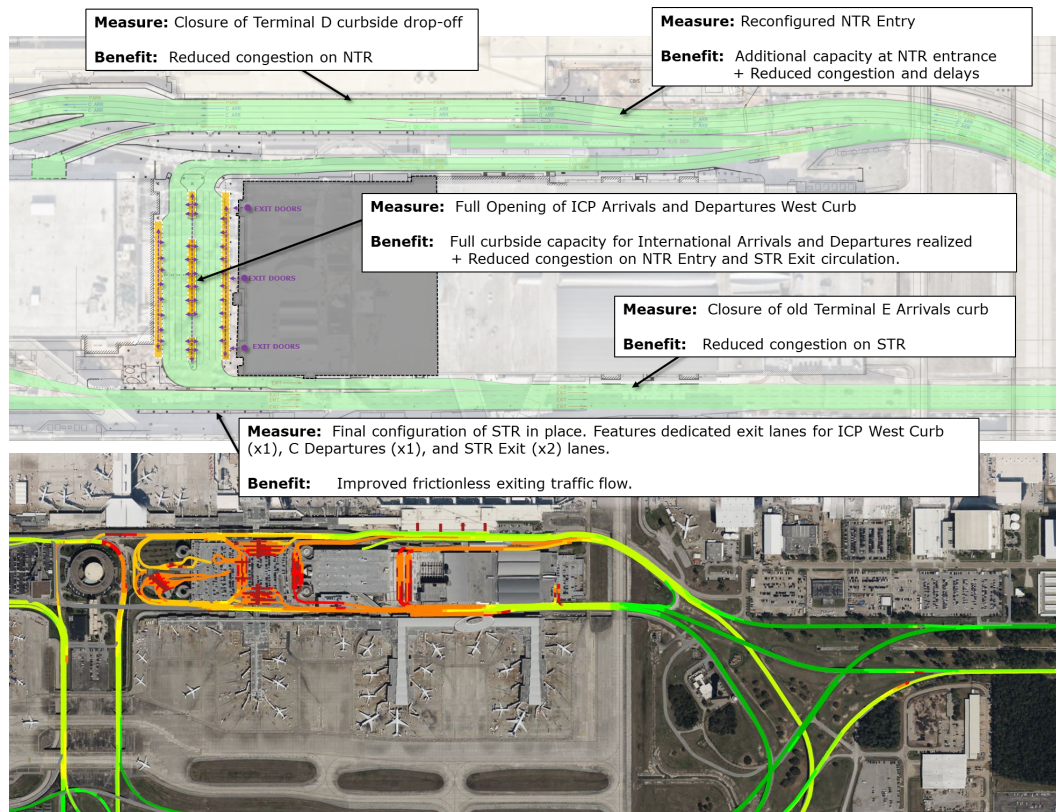 Measure: Closure of Terminal D curbside drop-off
Benefit: Reduced congestion on NTR
Measure: Reconfigured NTR Entry
Benefit: Additional capacity at NTR entrance
+ Reduced congestion and delays
EXIT DOORS
Measure: Full Opening of ICP Arrivals and Departures West Curb
Benefit: Full curbside capacity for International Arrivals and Departures realized
+ Reduced congestion on NTR Entry and STR Exit circulation.
EXIT DOORS
Measure: Closure of old Terminal E Arrivals curb
Benefit: Reduced congestion on STR
EXIT DOORS
Measure: Final configuration of STR in place. Features dedicated exit lanes for ICP West Curb
(x1), C Departures (x1), and STR Exit (x2) lanes.
Benefit: Improved frictionless exiting traffic flow.